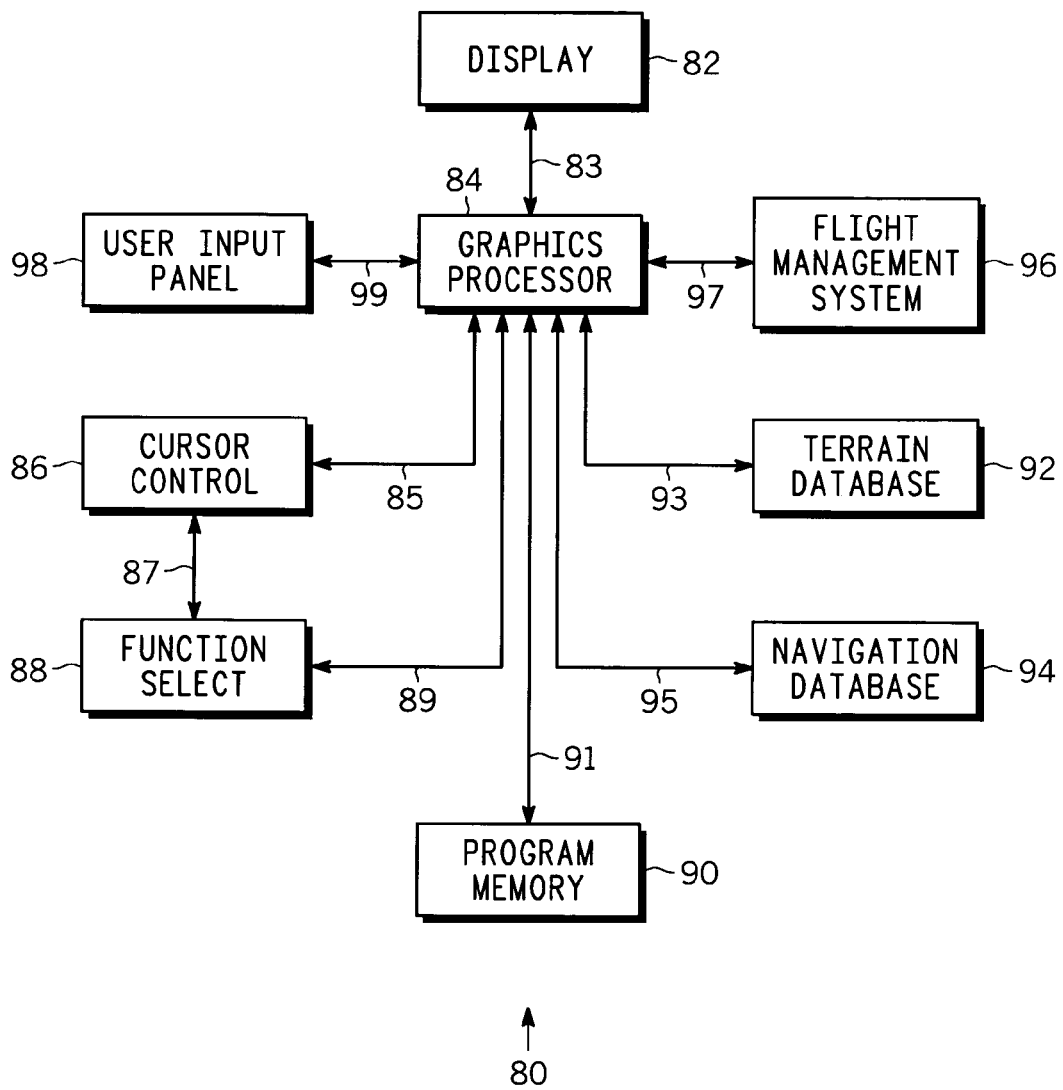 DISPLAY
82
83
84
USER INPUT
PANEL
98
99
GRAPHICS
PROCESSOR
97
FLIGHT
MANAGEMENT
SYSTEM
96
86
CURSOR
CONTROL
85
93
TERRAIN
DATABASE
92
87
88
FUNCTION
SELECT
89
95
NAVIGATION
DATABASE
94
91
PROGRAM
MEMORY
90
80